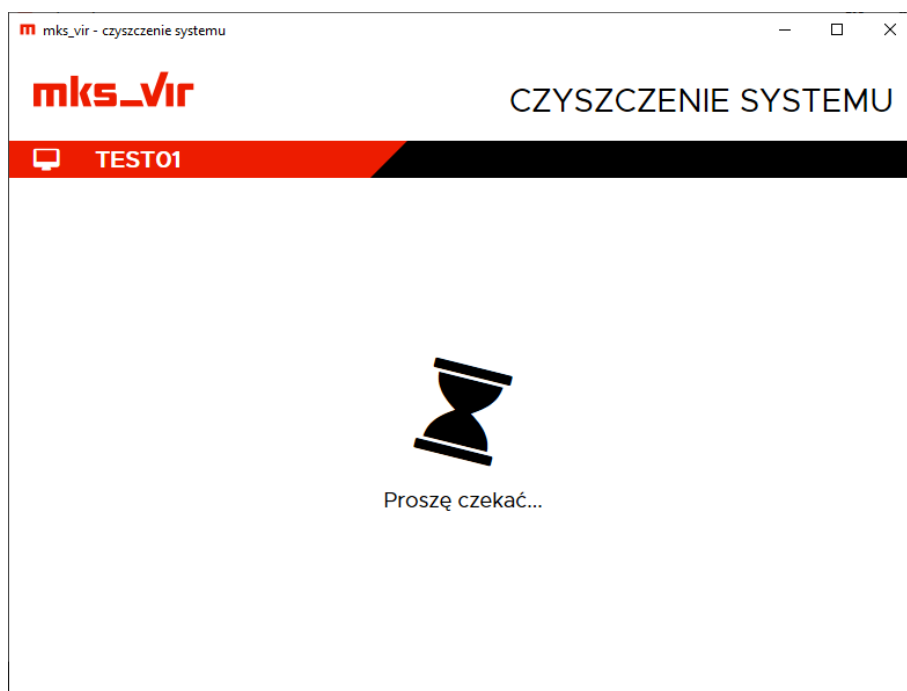 mks_vir - czyszczenie systemu
mks_vir
CZYSZCZENIE SYSTEMU
TEST01
Proszę czekać...